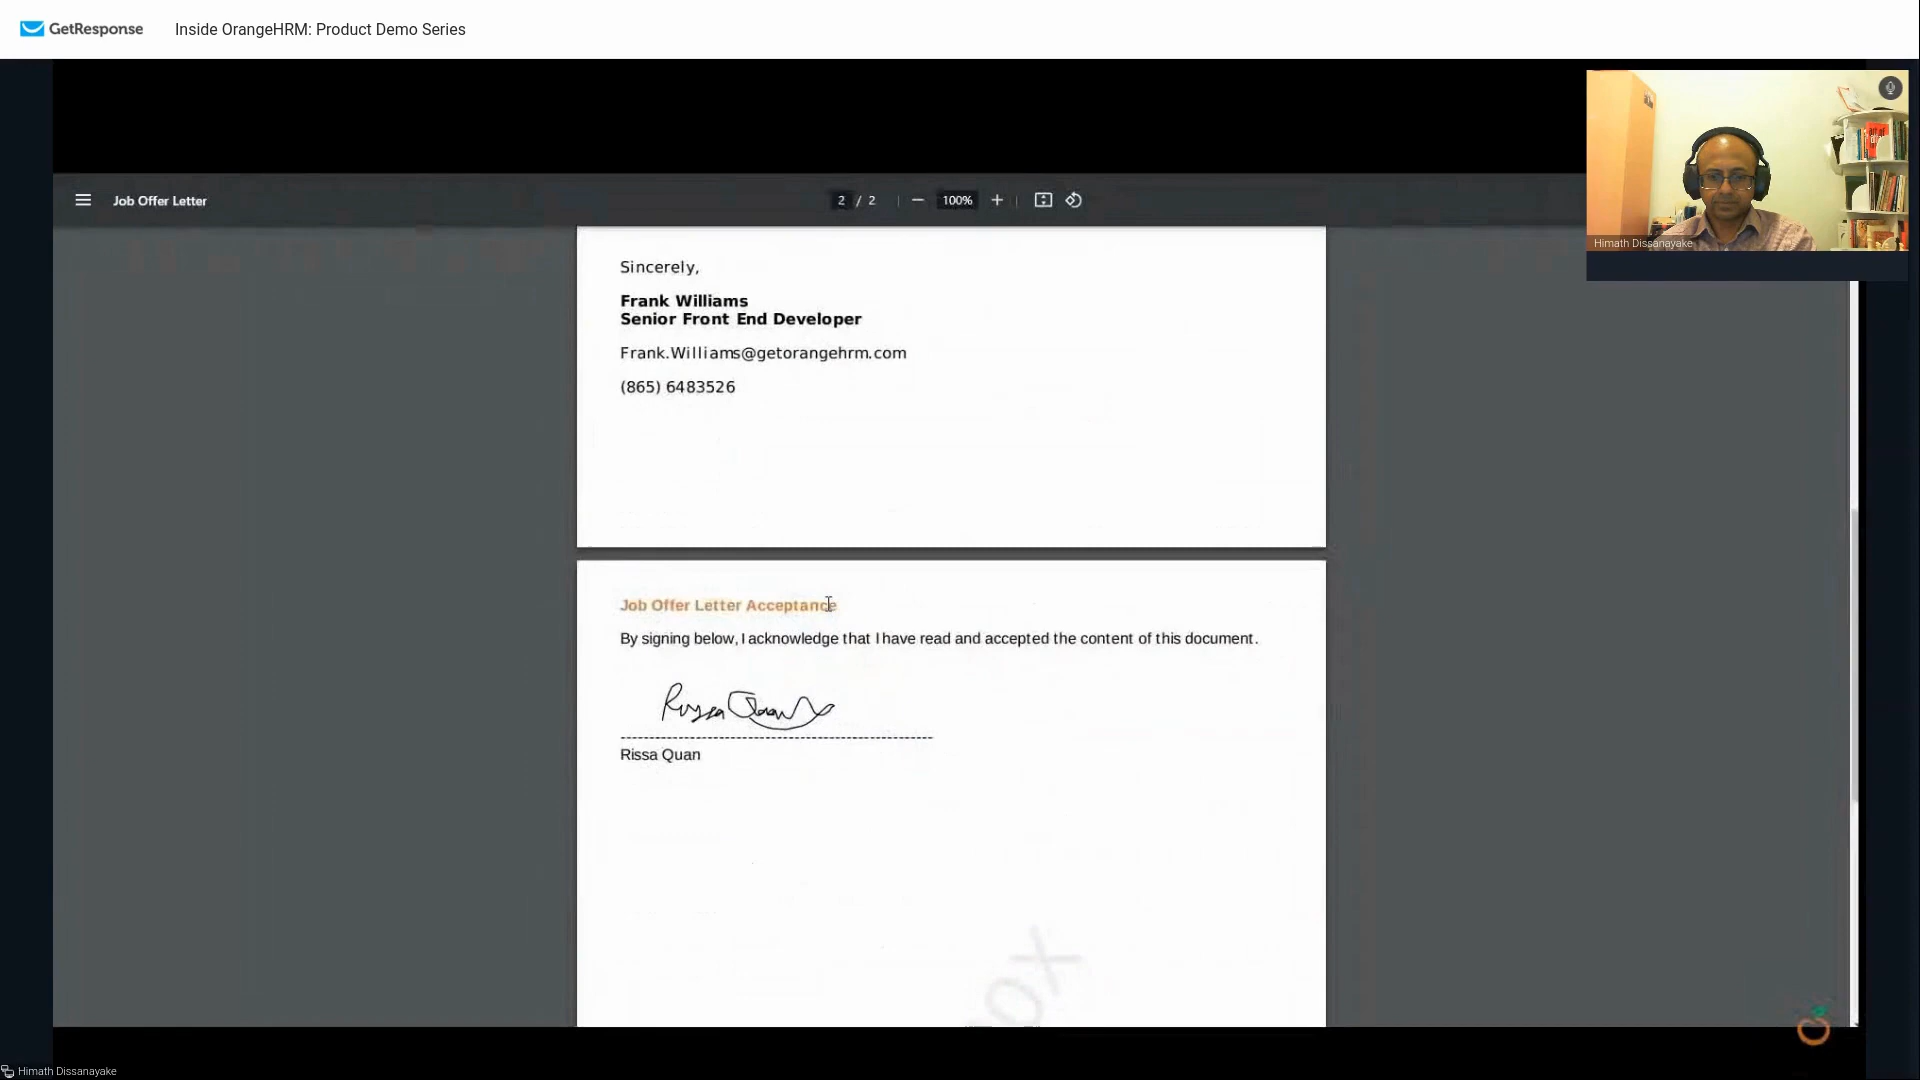 GetResponse
Inside OrangeHRM: Product Demo Series
Job Offer Letter
2 / 2
100%
Himath Dissanayake
Sincerely,
Frank Williams
Senior Front End Developer
Frank.Williams@getorangehrm.com
(865) 6483526
Job Offer Letter Acceptance
By signing below, I acknowledge that I have read and accepted the content of this document.
Rissa Quan
Himath Dissanayake